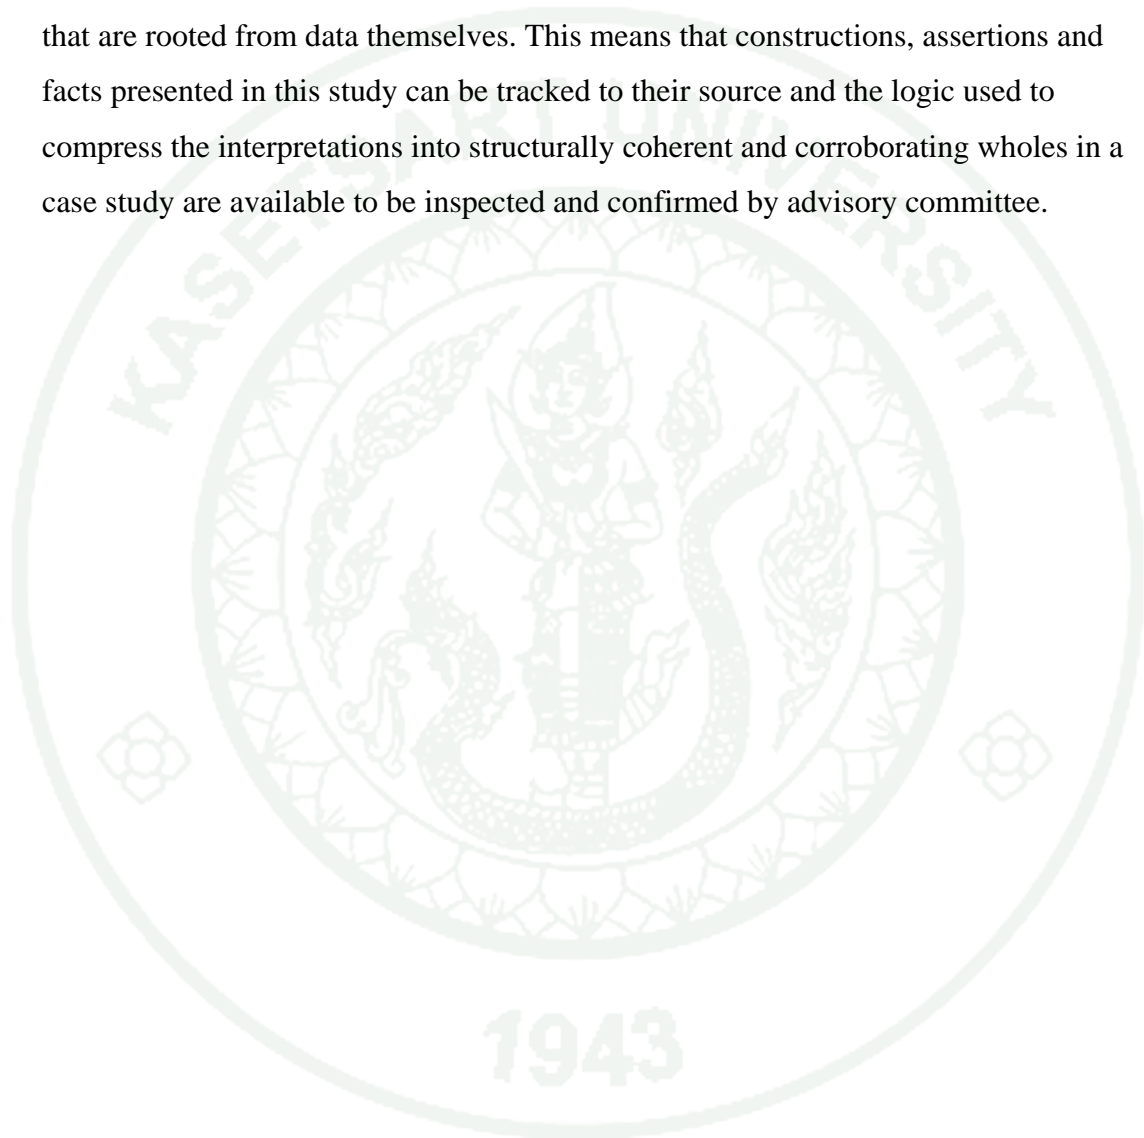 that are rooted from data themselves. This means that constructions, assertions and
facts presented in this study can be tracked to their source and the logic used to
compress the interpretations into structurally coherent and corroborating wholes in a
case study are available to be inspected and confirmed by advisory committee.
KASETSART UNIVERSITY
1943